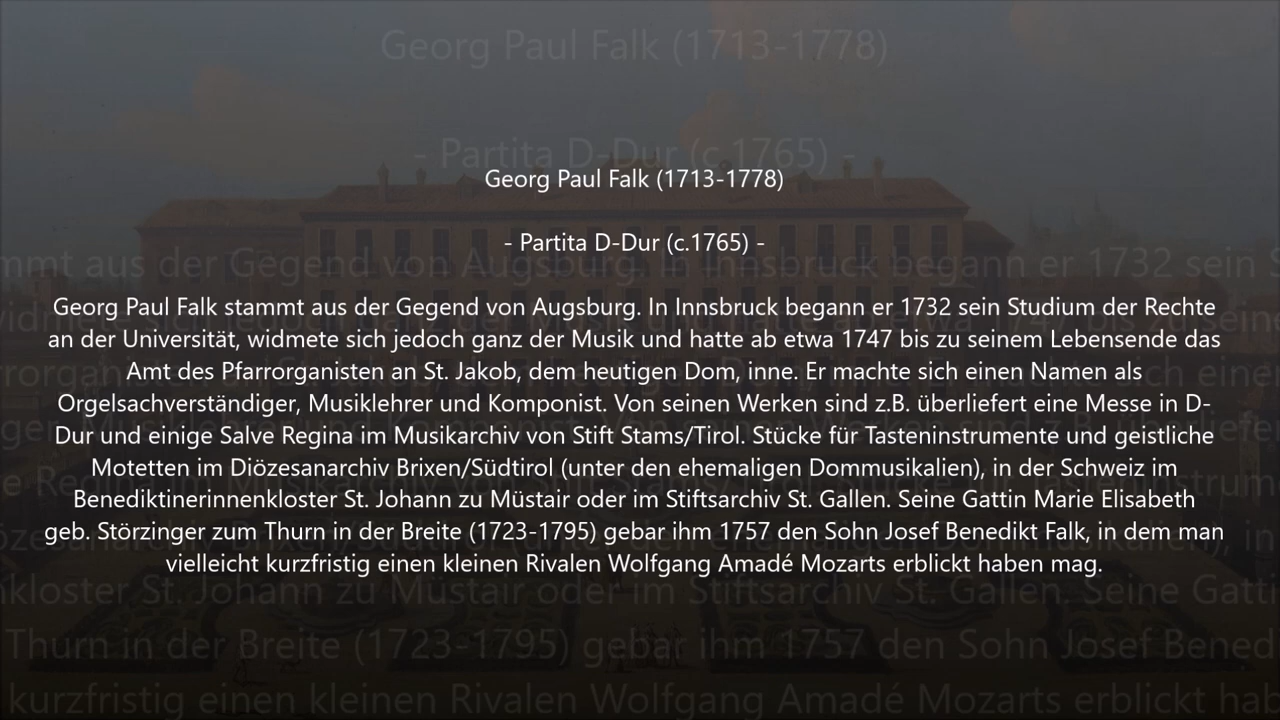 Georg Paul Falk (1713-1778)
- Partita D-Dur (c.1765) -
Georg Paul Falk stammt aus der Gegend von Augsburg. In Innsbruck begann er 1732 sein Studium der Rechte
an der Universität, widmete sich jedoch ganz der Musik und hatte ab etwa 1747 bis zu seinem Lebensende das
Amt des Pfarrorganisten an St. Jakob, dem heutigen Dom, inne. Er machte sich einen Namen als
Orgelsachverständiger, Musiklehrer und Komponist. Von seinen Werken sind z.B. überliefert eine Messe in D-
Dur und einige Salve Regina im Musikarchiv von Stift Stams/Tirol. Stücke für Tasteninstrumente und geistliche
Motetten im Diözesanarchiv Brixen/Südtirol (unter den ehemaligen Dommusikalien), in der Schweiz im
Benediktinerinnenkloster St. Johann zu Müstair oder im Stiftsarchiv St. Gallen. Seine Gattin Marie Elisabeth
geb. Störzinger zum Thurn in der Breite (1723-1795) gebar ihm 1757 den Sohn Josef Benedikt Falk, in dem man
vielleicht kurzfristig einen kleinen Rivalen Wolfgang Amadé Mozarts erblickt haben mag.